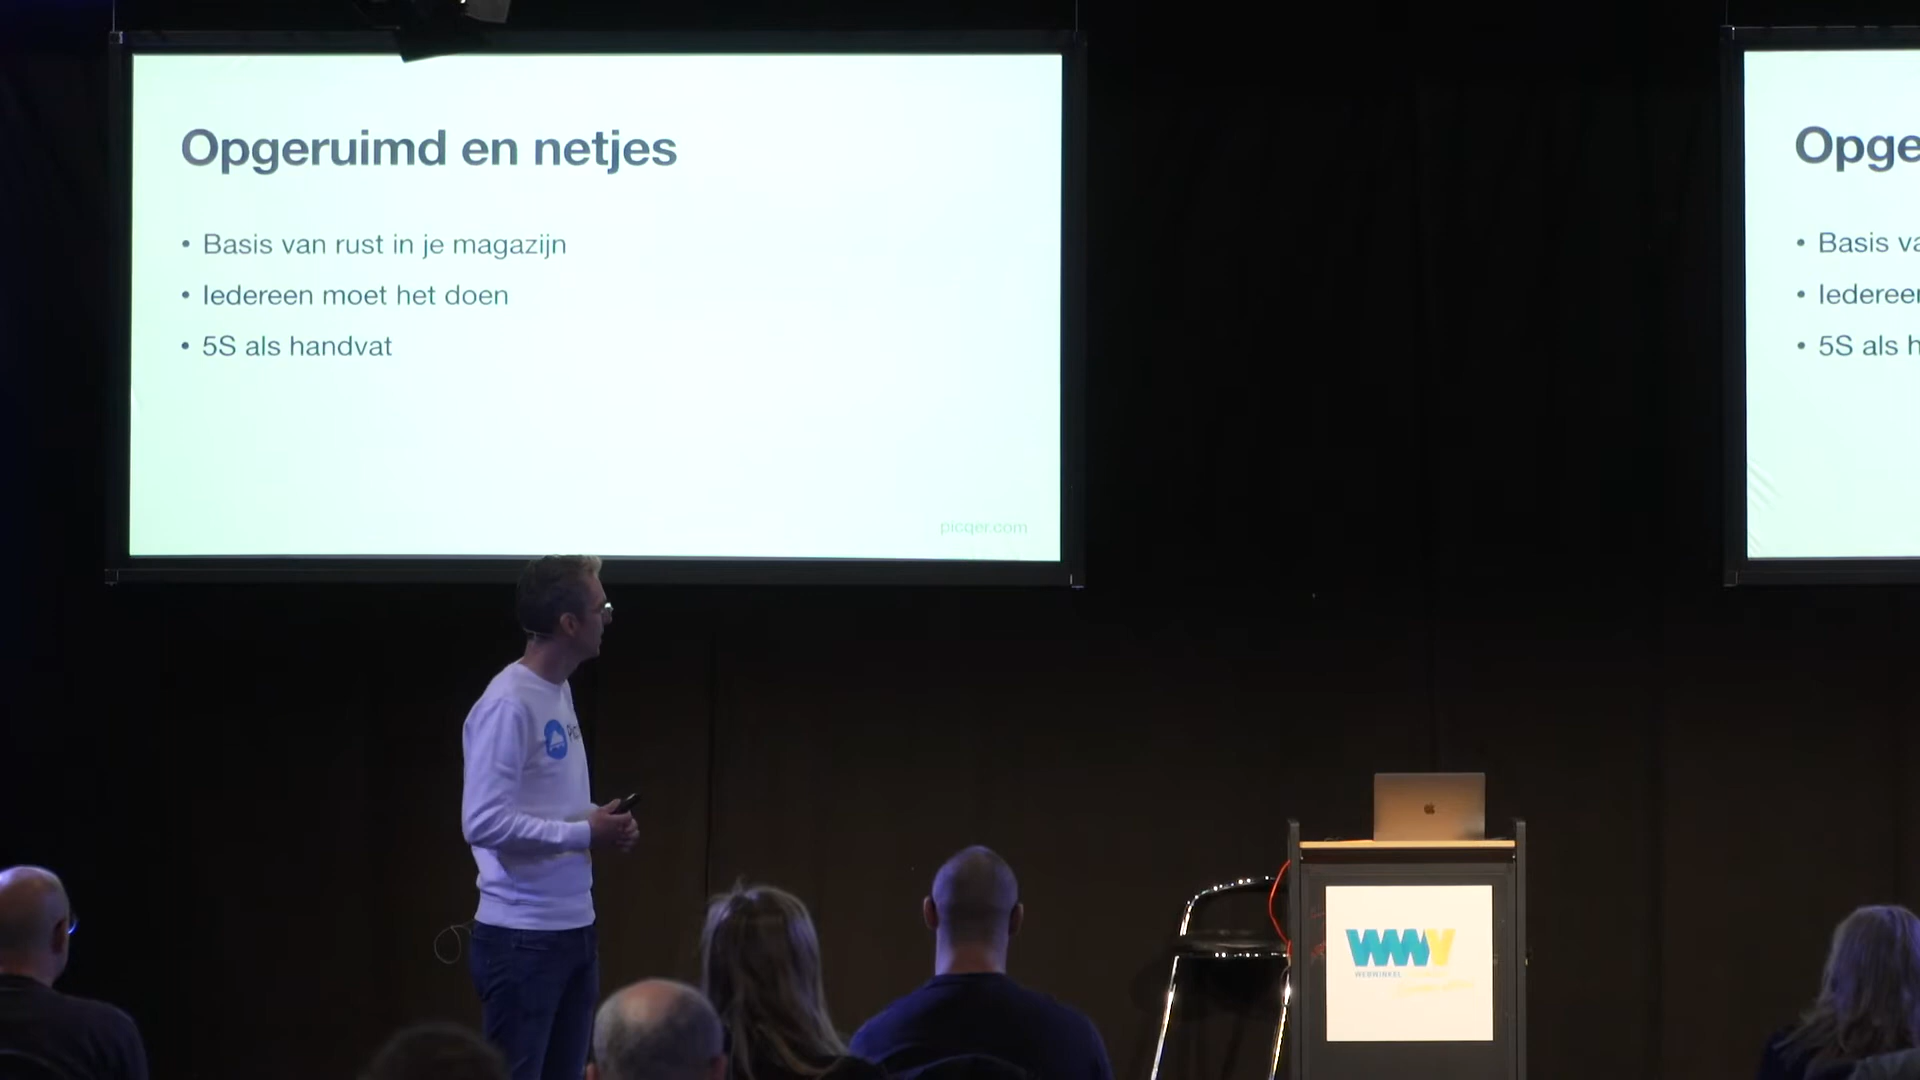 Opgeruimd en netjes
• Basis van rust in je magazijn
• Iedereen moet het doen
• 5S als handvat
picqer.com
Opge
• Basis va
• Iedereen
• 5S als h
Pic
WWV
WEBWINKEL